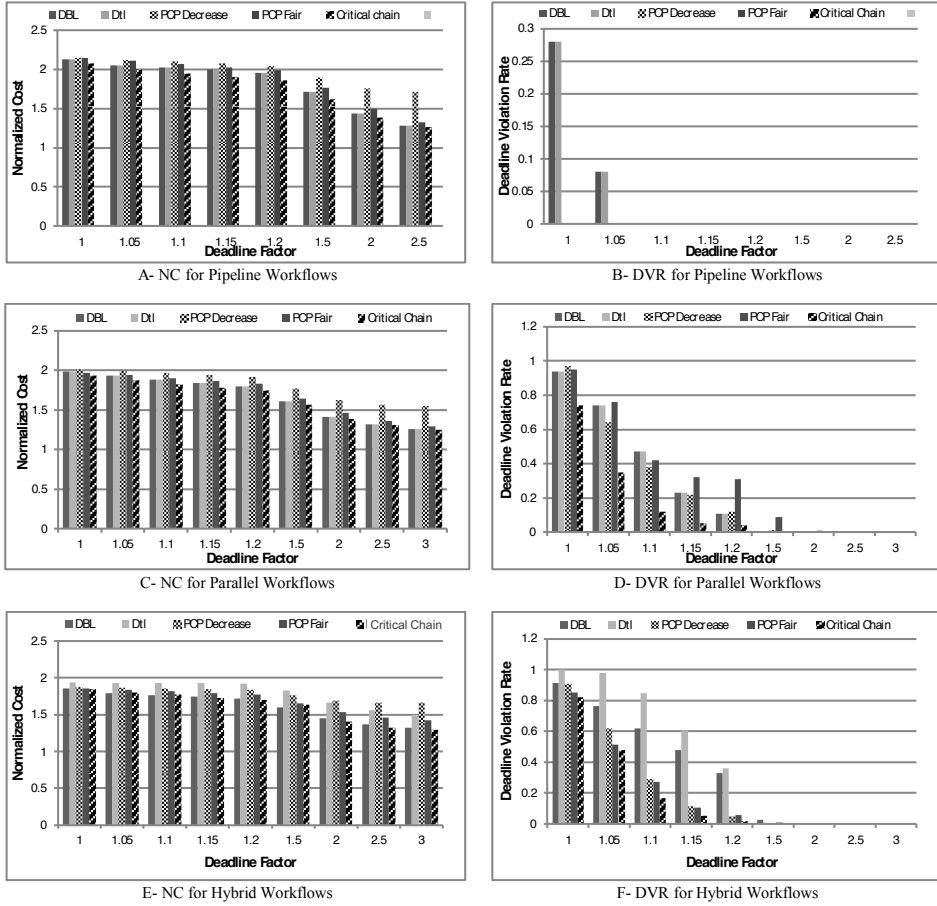 DBL Dtl PCP Decrease PCP Fair Critical chain
Normalized Cost
2.5
2
1.5
1
0.5
0
1 1.05 1.1 1.15 1.2 1.5 2 2.5
Deadline Factor
A- NC for Pipeline Workflows
DBL Dtl PCP Decrease PCP Fair Critical chain
Deadline Violation Rate
0.3
0.25
0.2
0.15
0.1
0.05
0
1 1.05 1.1 1.15 1.2 1.5 2 2.5
Deadline Factor
B- DVR for Pipeline Workflows
DBL Dtl PCP Decrease PCP Fair Critical Chain
Normalized Cost
2.5
2
1.5
1
0.5
0
1 1.05 1.1 1.15 1.2 1.5 2 2.5 3
Deadline Factor
C- NC for Parallel Workflows
DBL Dtl PCP Decrease PCP Fair Critical Chain
Deadline Violation Rate
1.2
1
0.8
0.6
0.4
0.2
0
1 1.05 1.1 1.15 1.2 1.5 2 2.5 3
Deadline Factor
D- DVR for Parallel Workflows
DBL Dtl PCP Decrease PCP Fair Critical Chain
Normalized Cost
2.5
2
1.5
1
0.5
0
1 1.05 1.1 1.15 1.2 1.5 2 2.5 3
Deadline Factor
E- NC for Hybrid Workflows
DBL Dtl PCP Decrease PCP Fair Critical Chain
Deadline Violation Rate
1.2
1
0.8
0.6
0.4
0.2
0
1 1.05 1.1 1.15 1.2 1.5 2 2.5 3
Deadline Factor
F- DVR for Hybrid Workflows